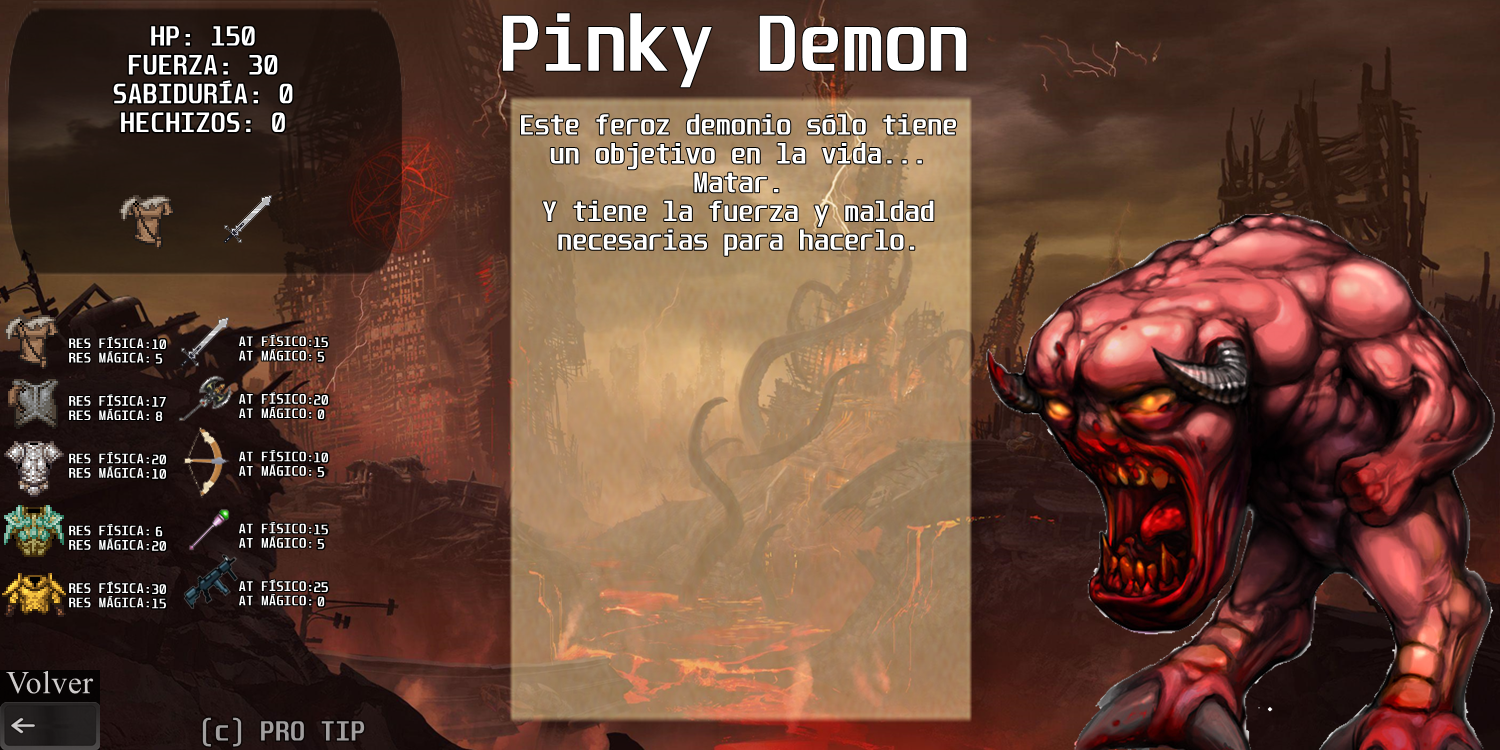 HP: 150
FUERZA: 30
SABIDURÍA: 0
HECHIZOS: 0
Pinky Demon
Este feroz demonio sólo tiene
un objetivo en la vida...
Matar.
Y tiene la fuerza y maldad
necesarias para hacerlo.
RES FÍSICA:10
RES MÁGICA: 5
AT FÍSICO:15
AT MÁGICO: 5
RES FÍSICA:17
RES MÁGICA: 8
AT FÍSICO:20
AT MÁGICO: 0
RES FÍSICA:20
RES MÁGICA:10
AT FÍSICO:10
AT MÁGICO: 5
RES FÍSICA: 6
RES MÁGICA:20
AT FÍSICO:15
AT MÁGICO: 5
RES FÍSICA:30
RES MÁGICA:15
AT FÍSICO:25
AT MÁGICO: 0
Volver
(c) PRO TIP